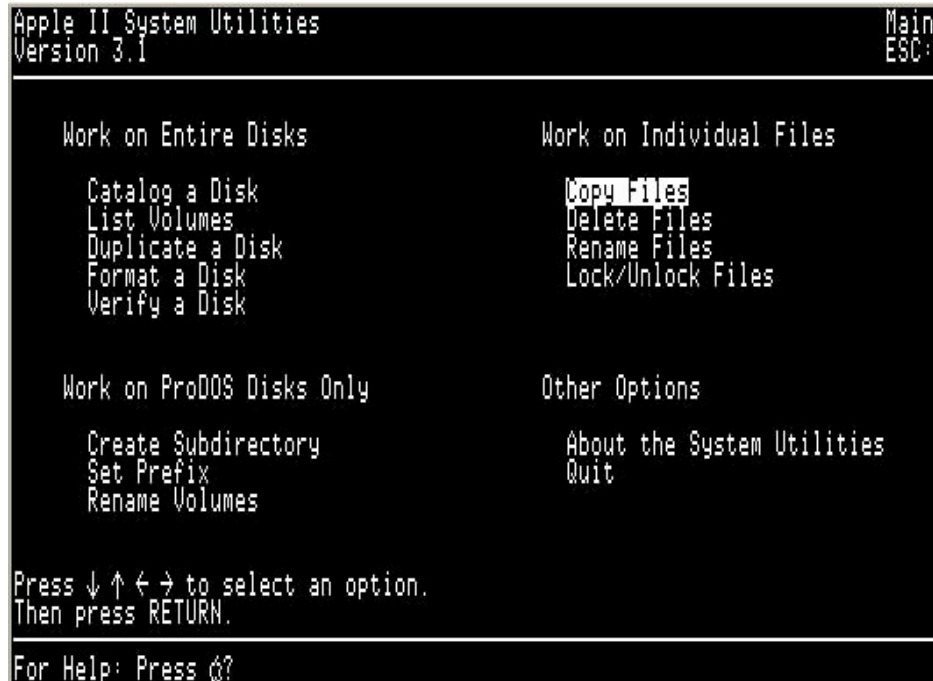 Apple II System Utilities
Main
Version 3.1
ESC:
Work on Entire Disks
Catalog a Disk
List Volumes
Duplicate a Disk
Format a Disk
Verify a Disk
Work on Individual Files
Copy Files
Delete Files
Rename Files
Lock/Unlock Files
Work on ProDOS Disks Only
Create Subdirectory
Set Prefix
Rename Volumes
Other Options
About the System Utilities
Quit
Press ↓ ↑ ← → to select an option.
Then press RETURN.
For Help: Press ?